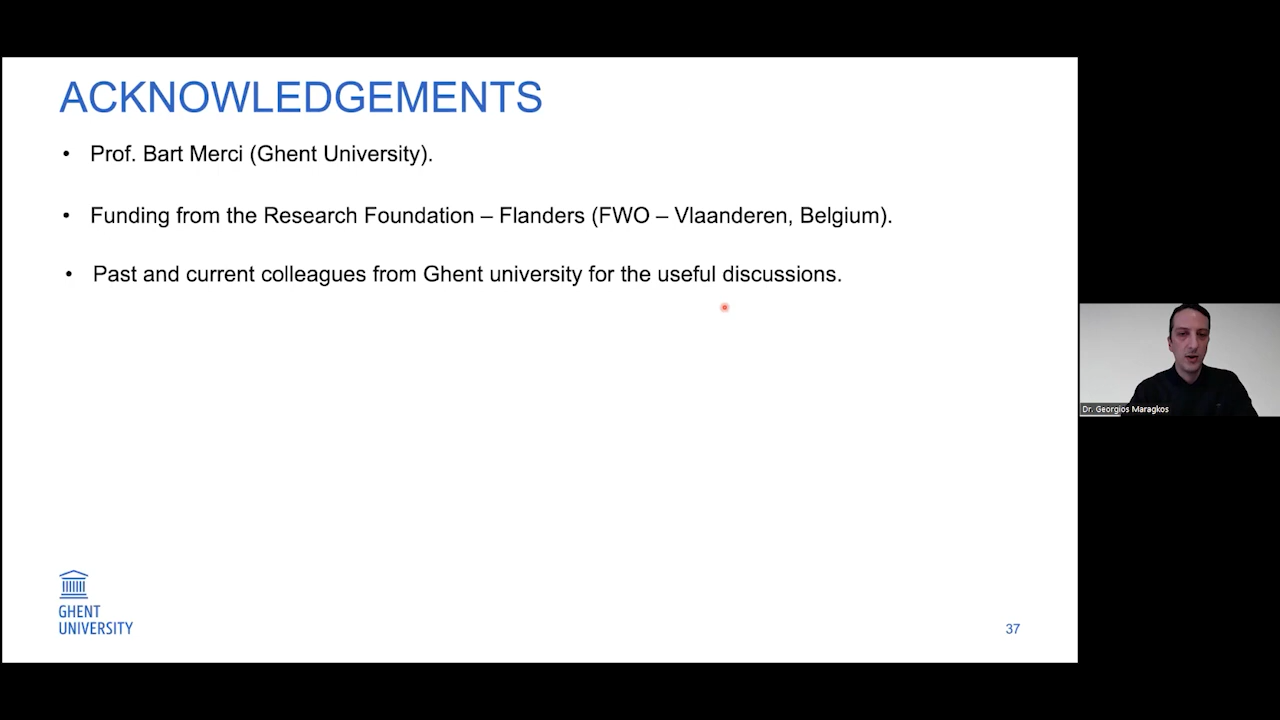 ACKNOWLEDGEMENTS
• Prof. Bart Merci (Ghent University).
• Funding from the Research Foundation – Flanders (FWO – Vlaanderen, Belgium).
• Past and current colleagues from Ghent university for the useful discussions.
Dr. Georgios Maragkos
GHENT
UNIVERSITY
37